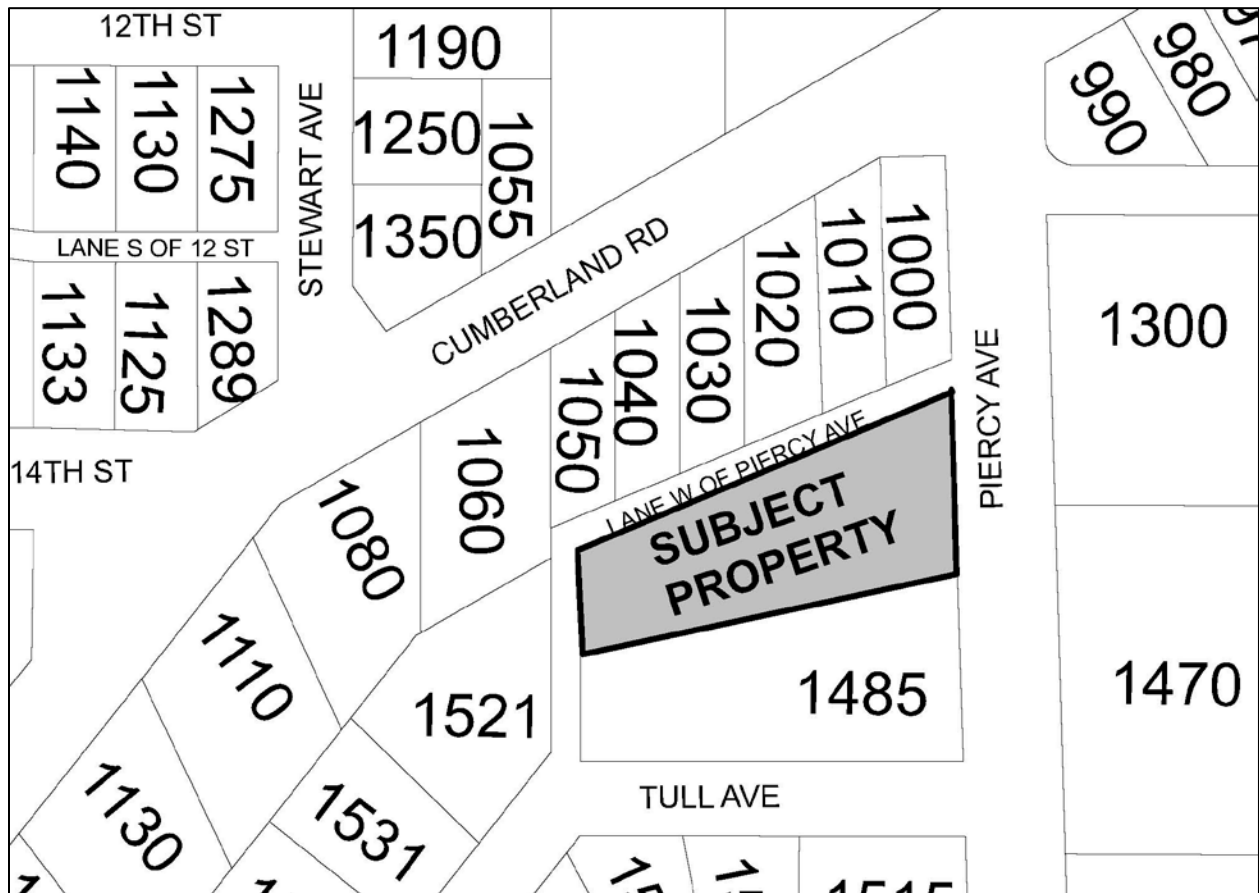 12TH ST
1190
980
990
1140
1130
1275
STEWART AVE
1250
1055
1350
LANE S OF 12 ST
1133
1125
1289
CUMBERLAND RD
1000
1010
1020
1030
1040
1050
1060
1080
1300
PIERCY AVE
14TH ST
LANE W OF PIERCY AVE
SUBJECT
PROPERTY
1110
1521
1485
1470
1130
1531
TULL AVE
1515